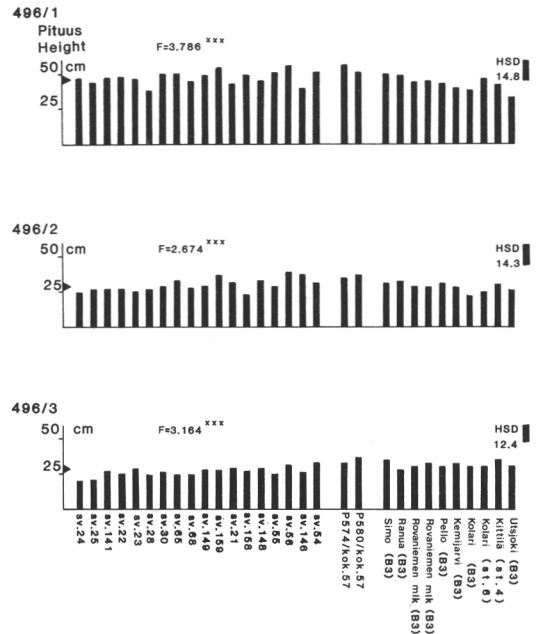 496/1
Pituus
Height
F=3.786 xxx
HSD
14.8
50 cm
25
496/2
50 cm
F=2.674 xxx
HSD
14.3
25
496/3
50 cm
F=3.164 xxx
HSD
12.4
25
sv.24
sv.25
sv.141
sv.22
sv.23
sv.28
sv.30
sv.65
sv.68
sv.149
sv.159
sv.21
sv.158
sv.148
sv.55
sv.56
sv.146
sv.54
P574/kok.57
P580/kok.57
Simo (B3)
Ranua (B3)
Rovaniemen mlk (B3)
Rovaniemen mlk (B3)
Pello (B3)
Kemijarvi (B3)
Kolari (B3)
Kolari (st.6)
Kittilä (st.4)
Utsjoki (B3)